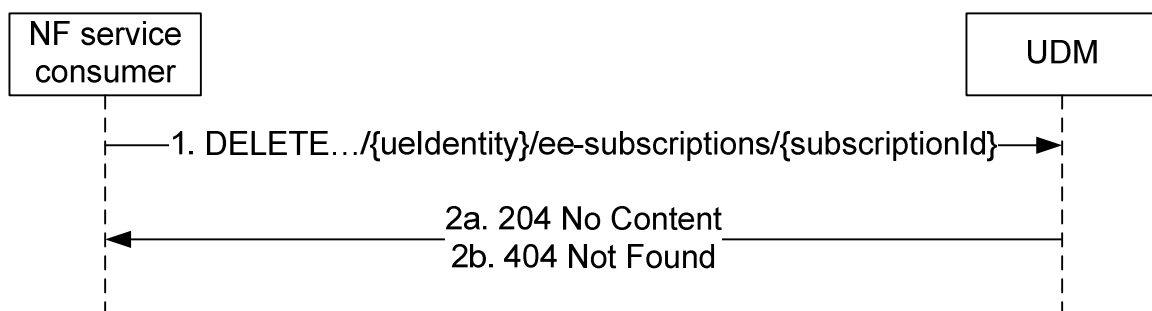 NF service
consumer
UDM
1. DELETE…/{ueIdentity}/ee-subscriptions/{subscriptionId}
2a. 204 No Content
2b. 404 Not Found